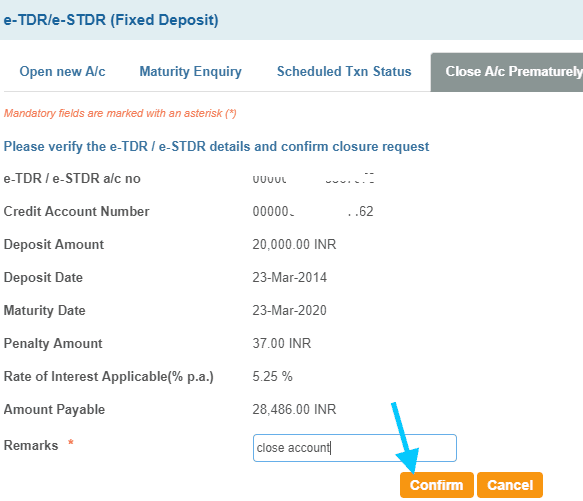 e-TDR/e-STDR (Fixed Deposit)
Open new A/c Maturity Enquiry Scheduled Txn Status Close A/c Prematurely
Mandatory fields are marked with an asterisk (*)
Please verify the e-TDR / e-STDR details and confirm closure request
e-TDR / e-STDR a/c no
Credit Account Number 00000 62
Deposit Amount 20,000.00 INR
Deposit Date 23-Mar-2014
Maturity Date 23-Mar-2020
Penalty Amount 37.00 INR
Rate of Interest Applicable(% p.a.) 5.25 %
Amount Payable 28,486.00 INR
Remarks * close account
Confirm Cancel